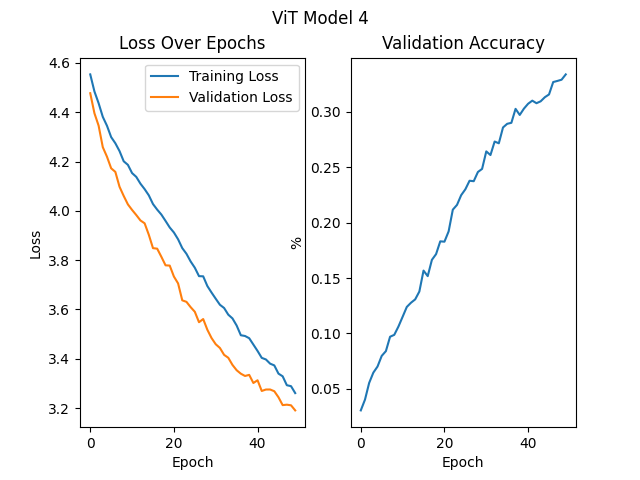 ViT Model 4
Loss Over Epochs
Training Loss
Validation Loss
4.6
4.4
4.2
4.0
3.8
3.6
3.4
3.2
Loss
0
20
40
Epoch
Validation Accuracy
0.30
0.25
0.20
0.15
0.10
0.05
%
0
20
40
Epoch